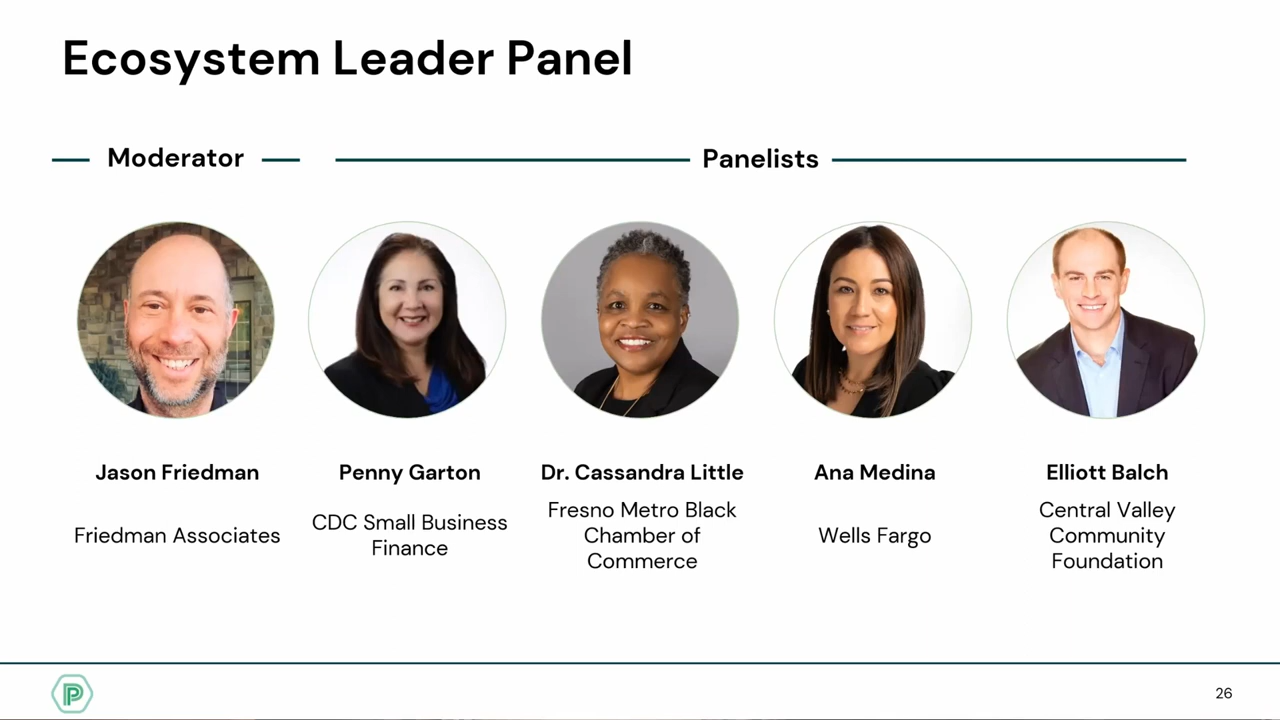 Ecosystem Leader Panel
Moderator
Panelists
Jason Friedman
Friedman Associates
Penny Garton
CDC Small Business
Finance
Dr. Cassandra Little
Fresno Metro Black
Chamber of
Commerce
Ana Medina
Wells Fargo
Elliott Balch
Central Valley
Community
Foundation
P
26